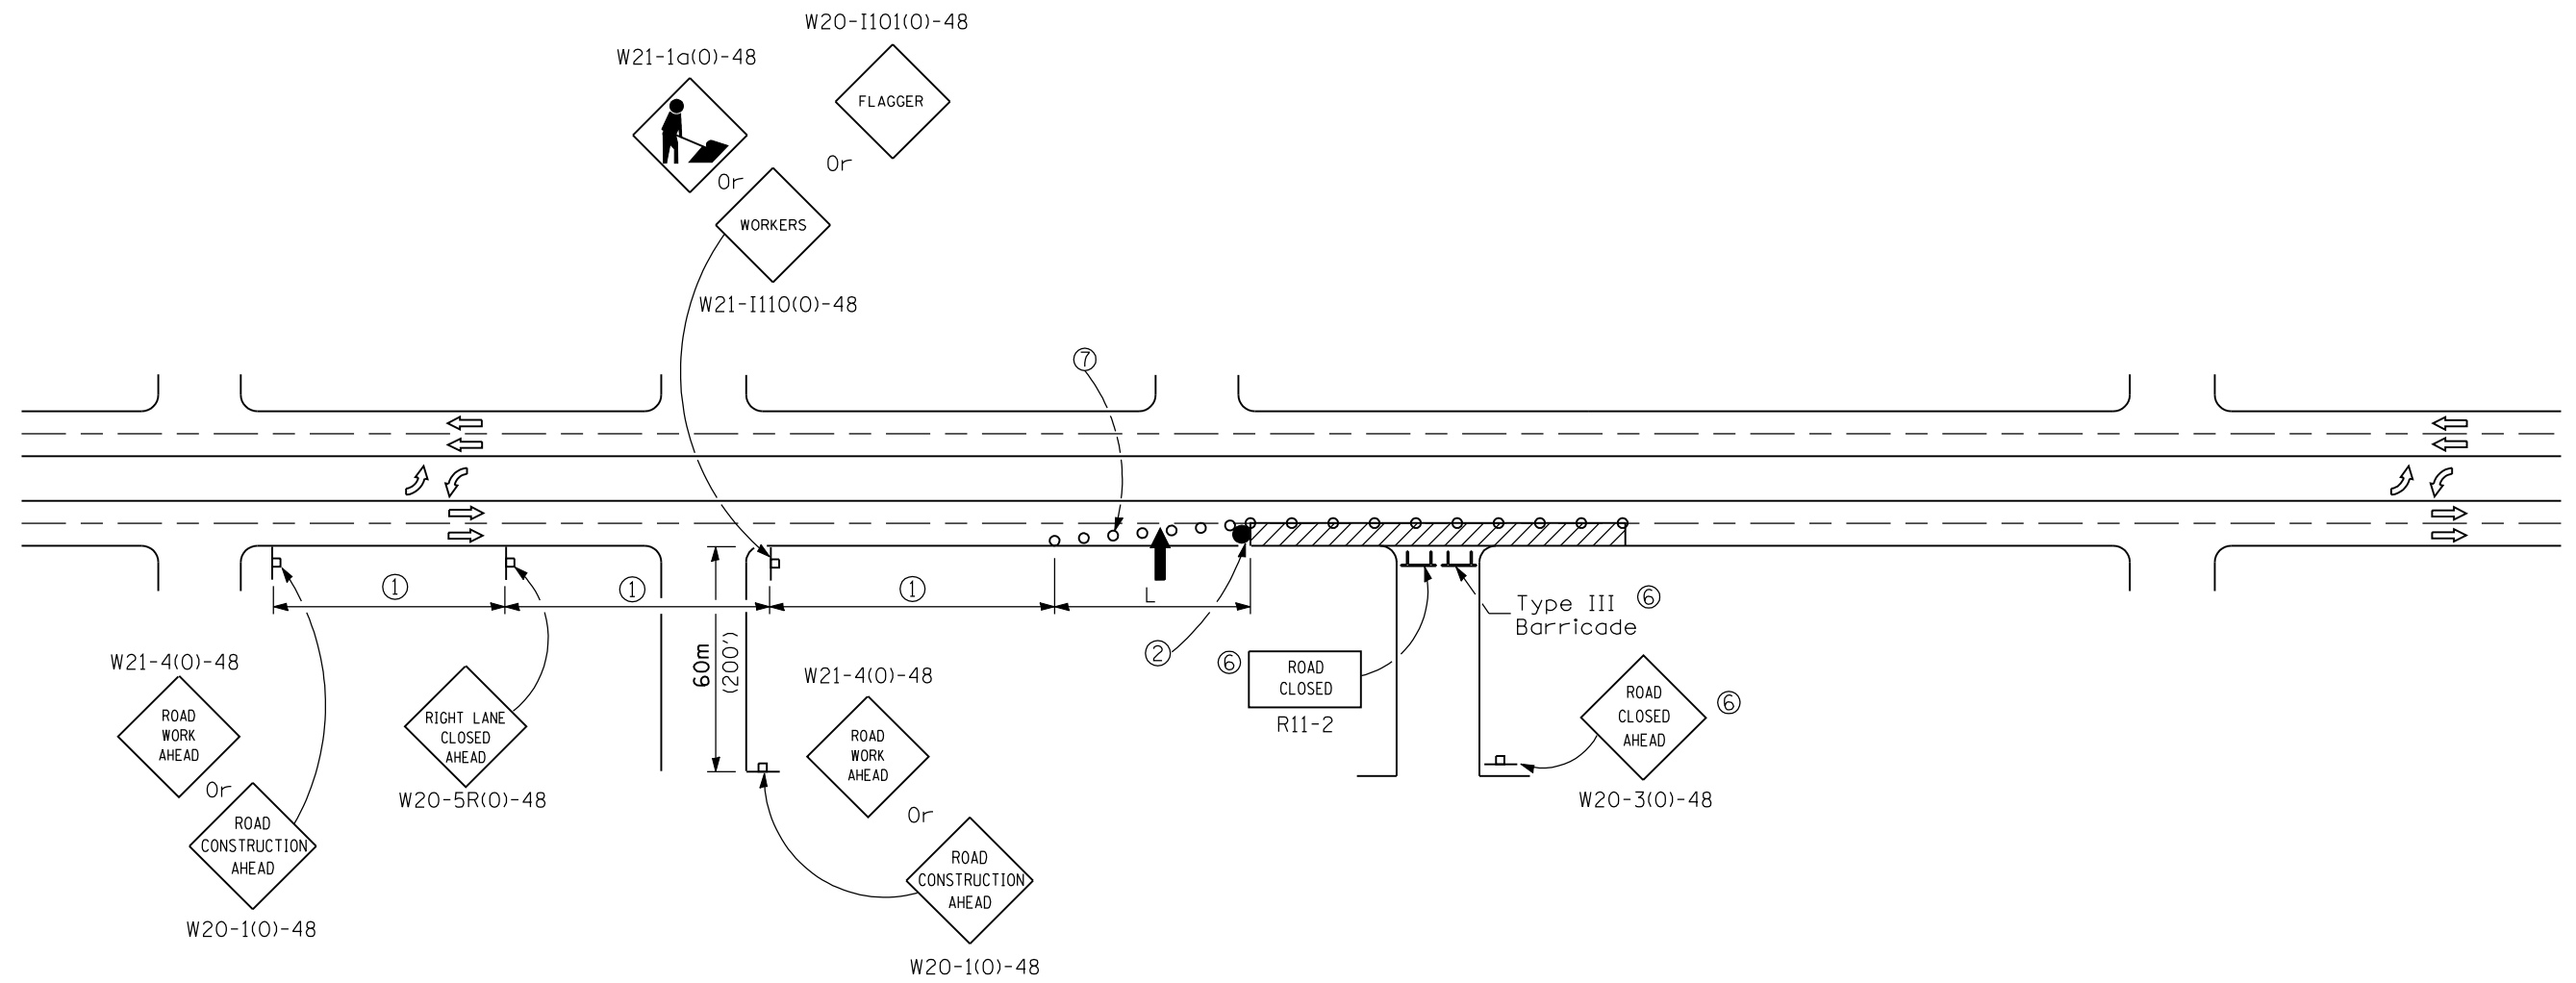 W20-I101(O)-48
W21-1a(O)-48
FLAGGER
Or
Or
WORKERS
W21-I110(O)-48
7
1
1
1
L
60m
(200')
2
Type III 6
Barricade
6
ROAD
CLOSED
R11-2
ROAD
CLOSED
AHEAD
6
W20-3(O)-48
W21-4(O)-48
ROAD
WORK
AHEAD
Or
ROAD
CONSTRUCTION
AHEAD
W20-1(O)-48
RIGHT LANE
CLOSED
AHEAD
W20-5R(O)-48
W21-4(O)-48
ROAD
WORK
AHEAD
Or
ROAD
CONSTRUCTION
AHEAD
W20-1(O)-48